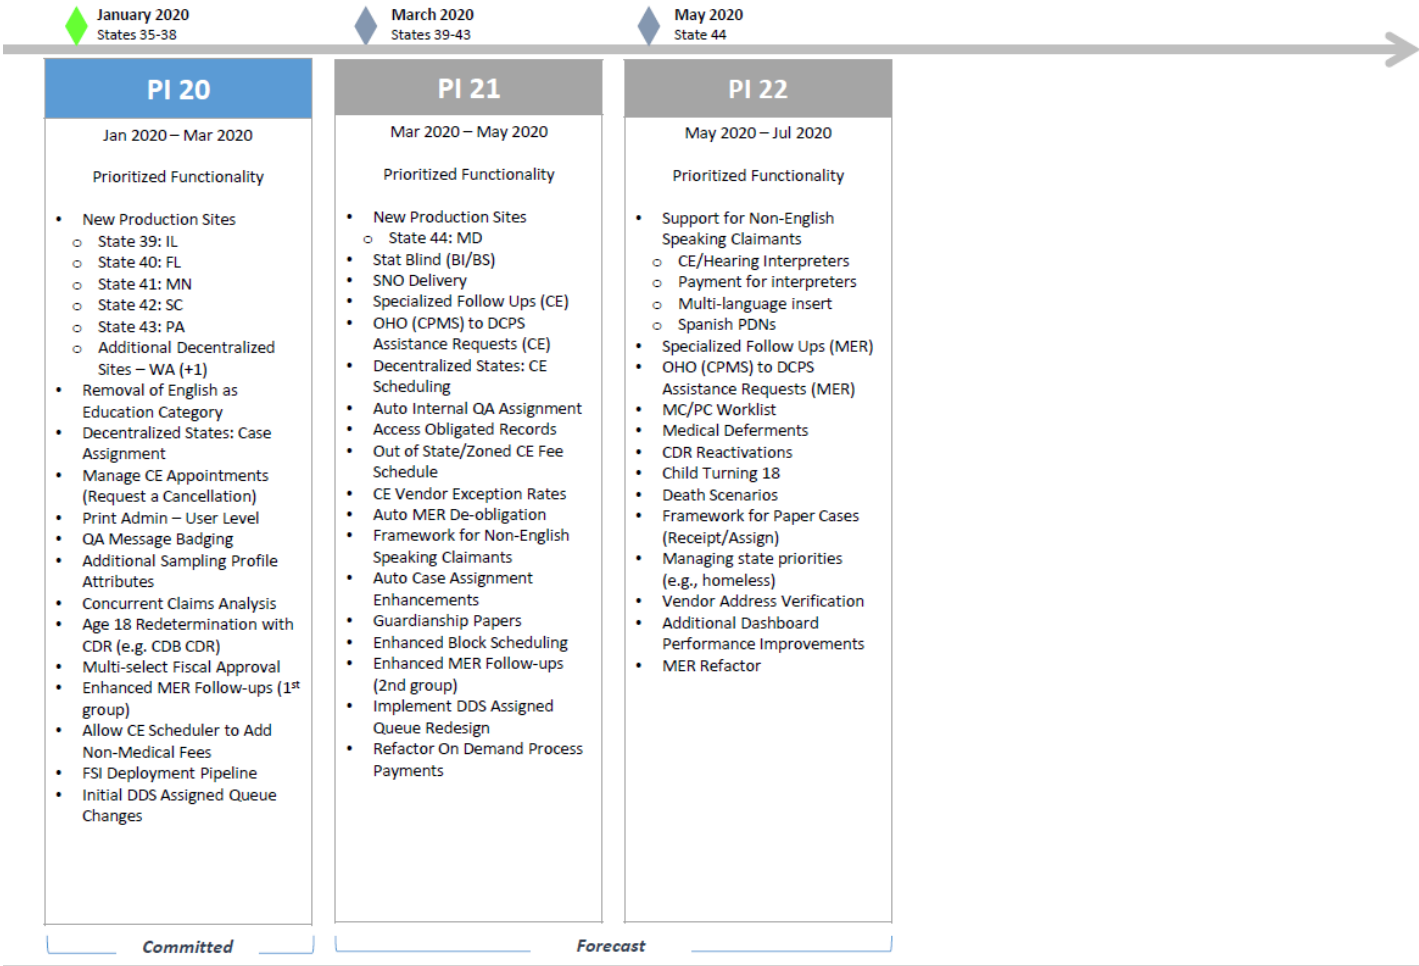 January 2020
States 35-38
March 2020
States 39-43
May 2020
State 44
PI 20
Jan 2020 – Mar 2020
Prioritized Functionality
• New Production Sites
o State 39: IL
o State 40: FL
o State 41: MN
o State 42: SC
o State 43: PA
o Additional Decentralized
Sites – WA (+1)
• Removal of English as
Education Category
• Decentralized States: Case
Assignment
• Manage CE Appointments
(Request a Cancellation)
• Print Admin – User Level
• QA Message Badging
• Additional Sampling Profile
Attributes
• Concurrent Claims Analysis
• Age 18 Redetermination with
CDR (e.g. CDB CDR)
• Multi-select Fiscal Approval
• Enhanced MER Follow-ups (1st
group)
• Allow CE Scheduler to Add
Non-Medical Fees
• FSI Deployment Pipeline
• Initial DDS Assigned Queue
Changes
PI 21
Mar 2020 – May 2020
Prioritized Functionality
• New Production Sites
o State 44: MD
• Stat Blind (BI/BS)
• SNO Delivery
• Specialized Follow Ups (CE)
• OHO (CPMS) to DCPS
Assistance Requests (CE)
• Decentralized States: CE
Scheduling
• Auto Internal QA Assignment
• Access Obligated Records
• Out of State/Zoned CE Fee
Schedule
• CE Vendor Exception Rates
• Auto MER De-obligation
• Framework for Non-English
Speaking Claimants
• Auto Case Assignment
Enhancements
• Guardianship Papers
• Enhanced Block Scheduling
• Enhanced MER Follow-ups
(2nd group)
• Implement DDS Assigned
Queue Redesign
• Refactor On Demand Process
Payments
PI 22
May 2020 – Jul 2020
Prioritized Functionality
• Support for Non-English
Speaking Claimants
o CE/Hearing Interpreters
o Payment for interpreters
o Multi-language insert
o Spanish PDNs
• Specialized Follow Ups (MER)
• OHO (CPMS) to DCPS
Assistance Requests (MER)
• MC/PC Worklist
• Medical Deferments
• CDR Reactivations
• Child Turning 18
• Death Scenarios
• Framework for Paper Cases
(Receipt/Assign)
• Managing state priorities
(e.g., homeless)
• Vendor Address Verification
• Additional Dashboard
Performance Improvements
• MER Refactor
Committed
Forecast